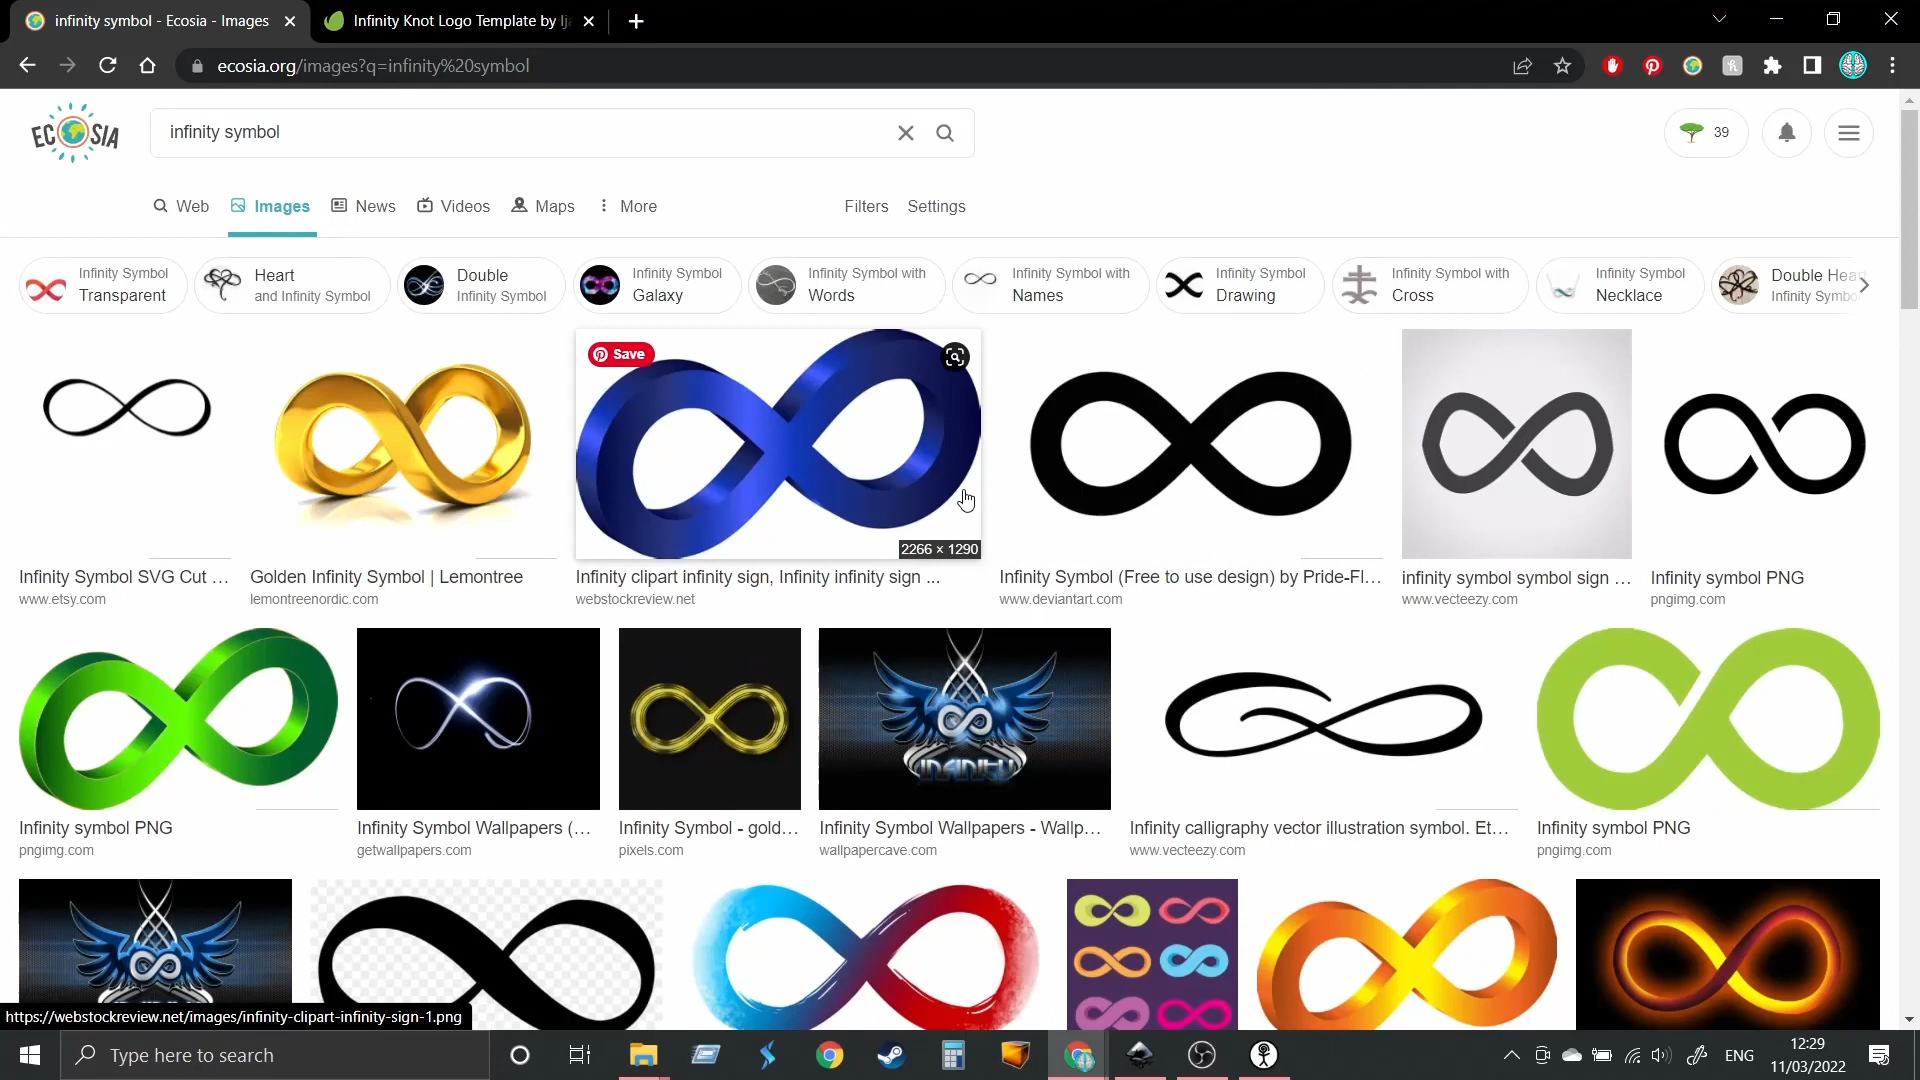 infinity symbol - Ecosia - Images
Infinity Knot Logo Template by
ecosia.org/images?q=infinity%20symbol
ECOSIA
infinity symbol
39
Web
Images
News
Videos
Maps
More
Filters
Settings
Infinity Symbol
Transparent
Heart
and Infinity Symbol
Double
Infinity Symbol
Infinity Symbol
Galaxy
Infinity Symbol with
Words
Infinity Symbol with
Names
Infinity Symbol
Drawing
Infinity Symbol with
Cross
Infinity Symbol
Necklace
Double
Infinity
Save
2266 × 1290
Infinity Symbol SVG Cut ...
www.etsy.com
Golden Infinity Symbol | Lemontree
lemontreenordic.com
Infinity clipart infinity sign, Infinity infinity sign ...
webstockreview.net
Infinity Symbol (Free to use design) by Pride-Fl...
www.deviantart.com
infinity symbol symbol sign ...
www.vecteezy.com
Infinity symbol PNG
pngimg.com
INFINITY
Infinity symbol PNG
pngimg.com
Infinity Symbol Wallpapers (...
getwallpapers.com
Infinity Symbol - gold...
pixels.com
Infinity Symbol Wallpapers - Wallp...
wallpapercave.com
Infinity calligraphy vector illustration symbol. Et...
www.vecteezy.com
Infinity symbol PNG
pngimg.com
https://webstockreview.net/images/infinity-clipart-infinity-sign-1.png
Type here to search
ENG
12:29
11/03/2022